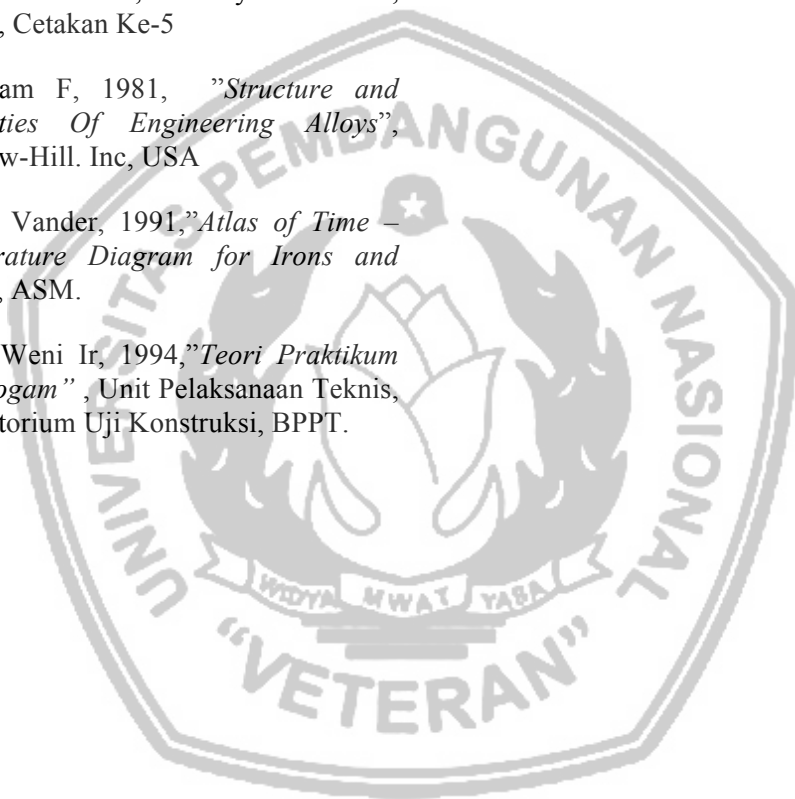 , Cetakan Ke-5
am F, 1981, ”Structure and
ties Of Engineering Alloys”,
w-Hill. Inc, USA
Vander, 1991,”Atlas of Time –
rature Diagram for Irons and
, ASM.
Weni Ir, 1994,”Teori Praktikum
ogam” , Unit Pelaksanaan Teknis,
torium Uji Konstruksi, BPPT.
UNIVERSITAS PEMBANGUNAN NASIONAL
WIDYA MWAT YASA
“VETERAN”